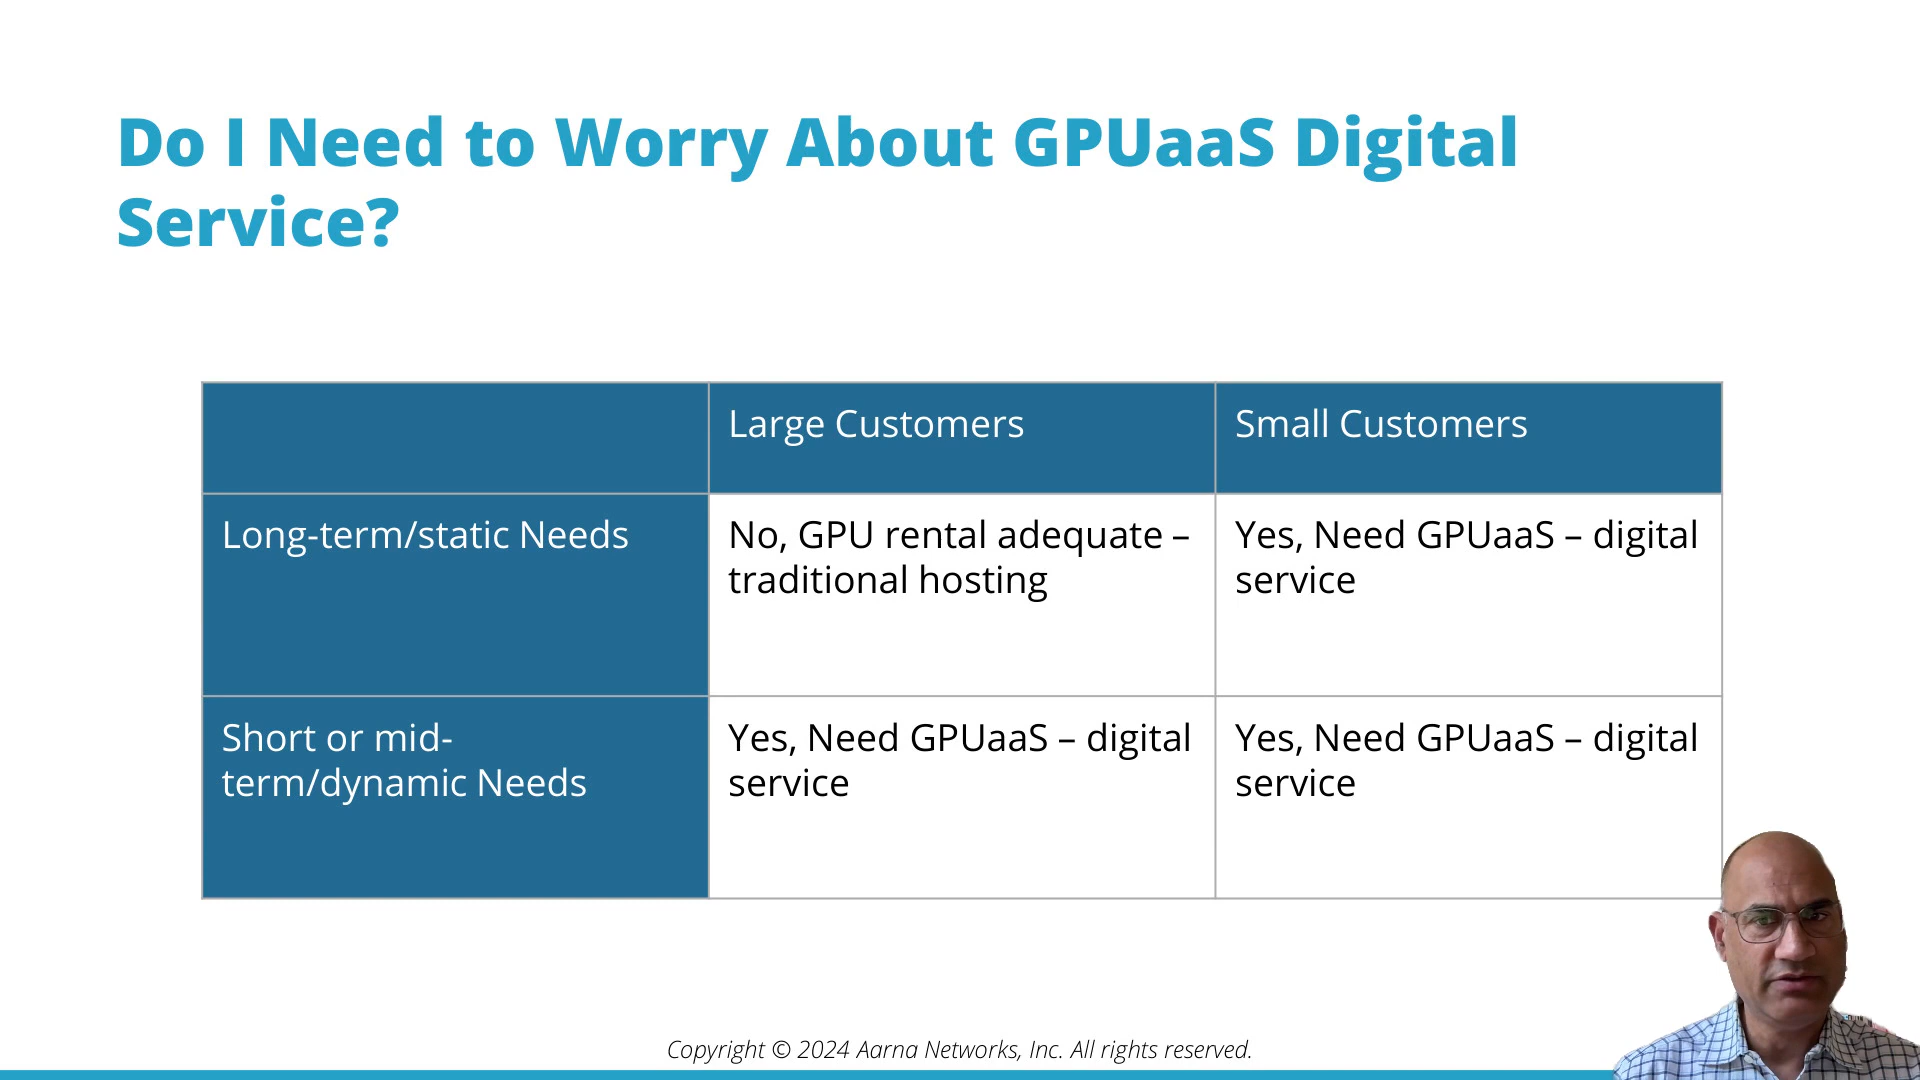 Do I Need to Worry About GPUaaS Digital
Service?
Large Customers
Small Customers
Long-term/static Needs
No, GPU rental adequate –
traditional hosting
Yes, Need GPUaaS – digital
service
Short or mid-
term/dynamic Needs
Yes, Need GPUaaS – digital
service
Yes, Need GPUaaS – digital
service
Copyright © 2024 Aarna Networks, Inc. All rights reserved.